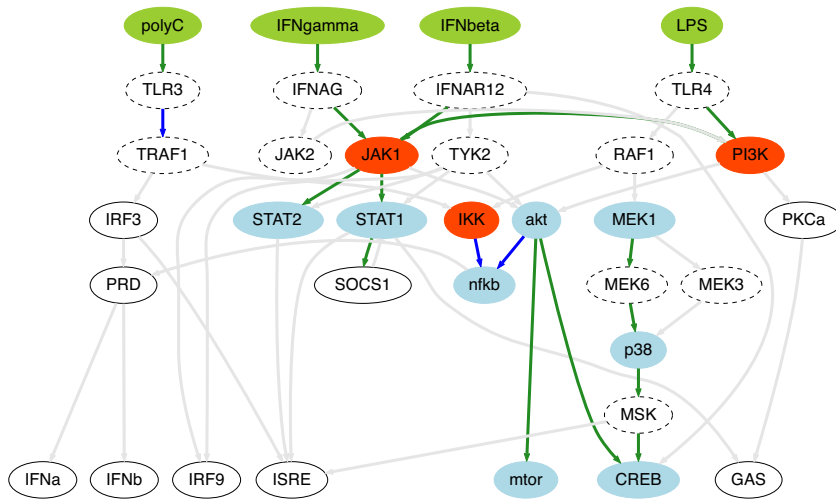 polyC IFNgamma IFNbeta LPS
TLR3 IFNAG IFNAR12 TLR4
TRAF1 JAK2 JAK1 TYK2 RAF1 PI3K
IRF3 STAT2 STAT1 IKK akt MEK1 PKCa
PRD SOCS1 nfkb MEK6 MEK3
p38
MSK
IFNa IFNb IRF9 ISRE mtor CREB GAS